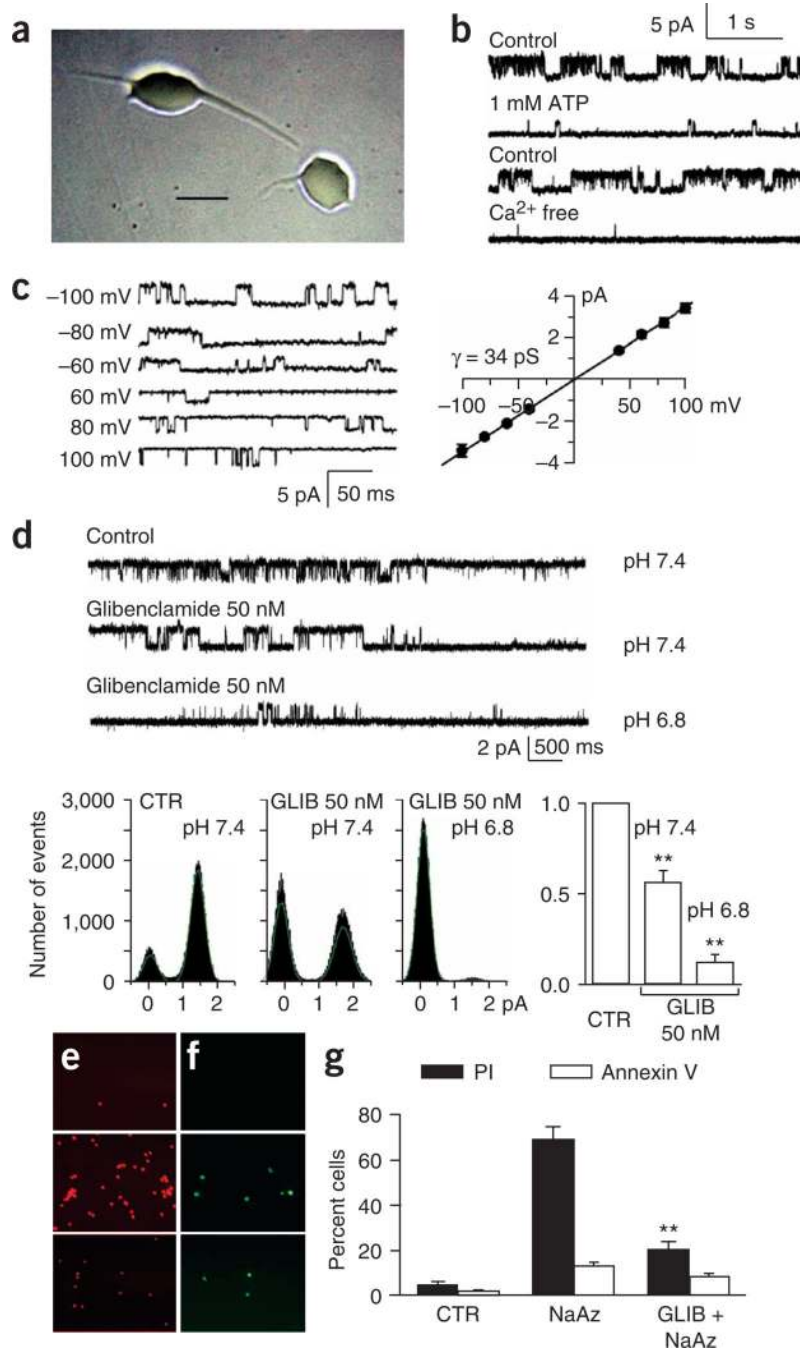 a
b
5 pA 1 s
Control
1 mM ATP
Control
Ca2+ free
c
–100 mV
–80 mV
–60 mV
60 mV
80 mV
100 mV
5 pA 50 ms
pA
4
2
γ = 34 pS
–100 –50 50 100 mV
–2
–4
d
Control
pH 7.4
Glibenclamide 50 nM
pH 7.4
Glibenclamide 50 nM
pH 6.8
2 pA 500 ms
Number of events
3,000
2,000
1,000
0
CTR
pH 7.4
0 1 2
GLIB 50 nM
pH 7.4
0 1 2
GLIB 50 nM
pH 6.8
0 1 2 pA
1.0
0.5
0.0
pH 7.4
**
pH 6.8
**
CTR
GLIB
50 nM
e
f
g
PI
Annexin V
Percent cells
80
60
40
20
0
**
CTR
NaAz
GLIB +
NaAz